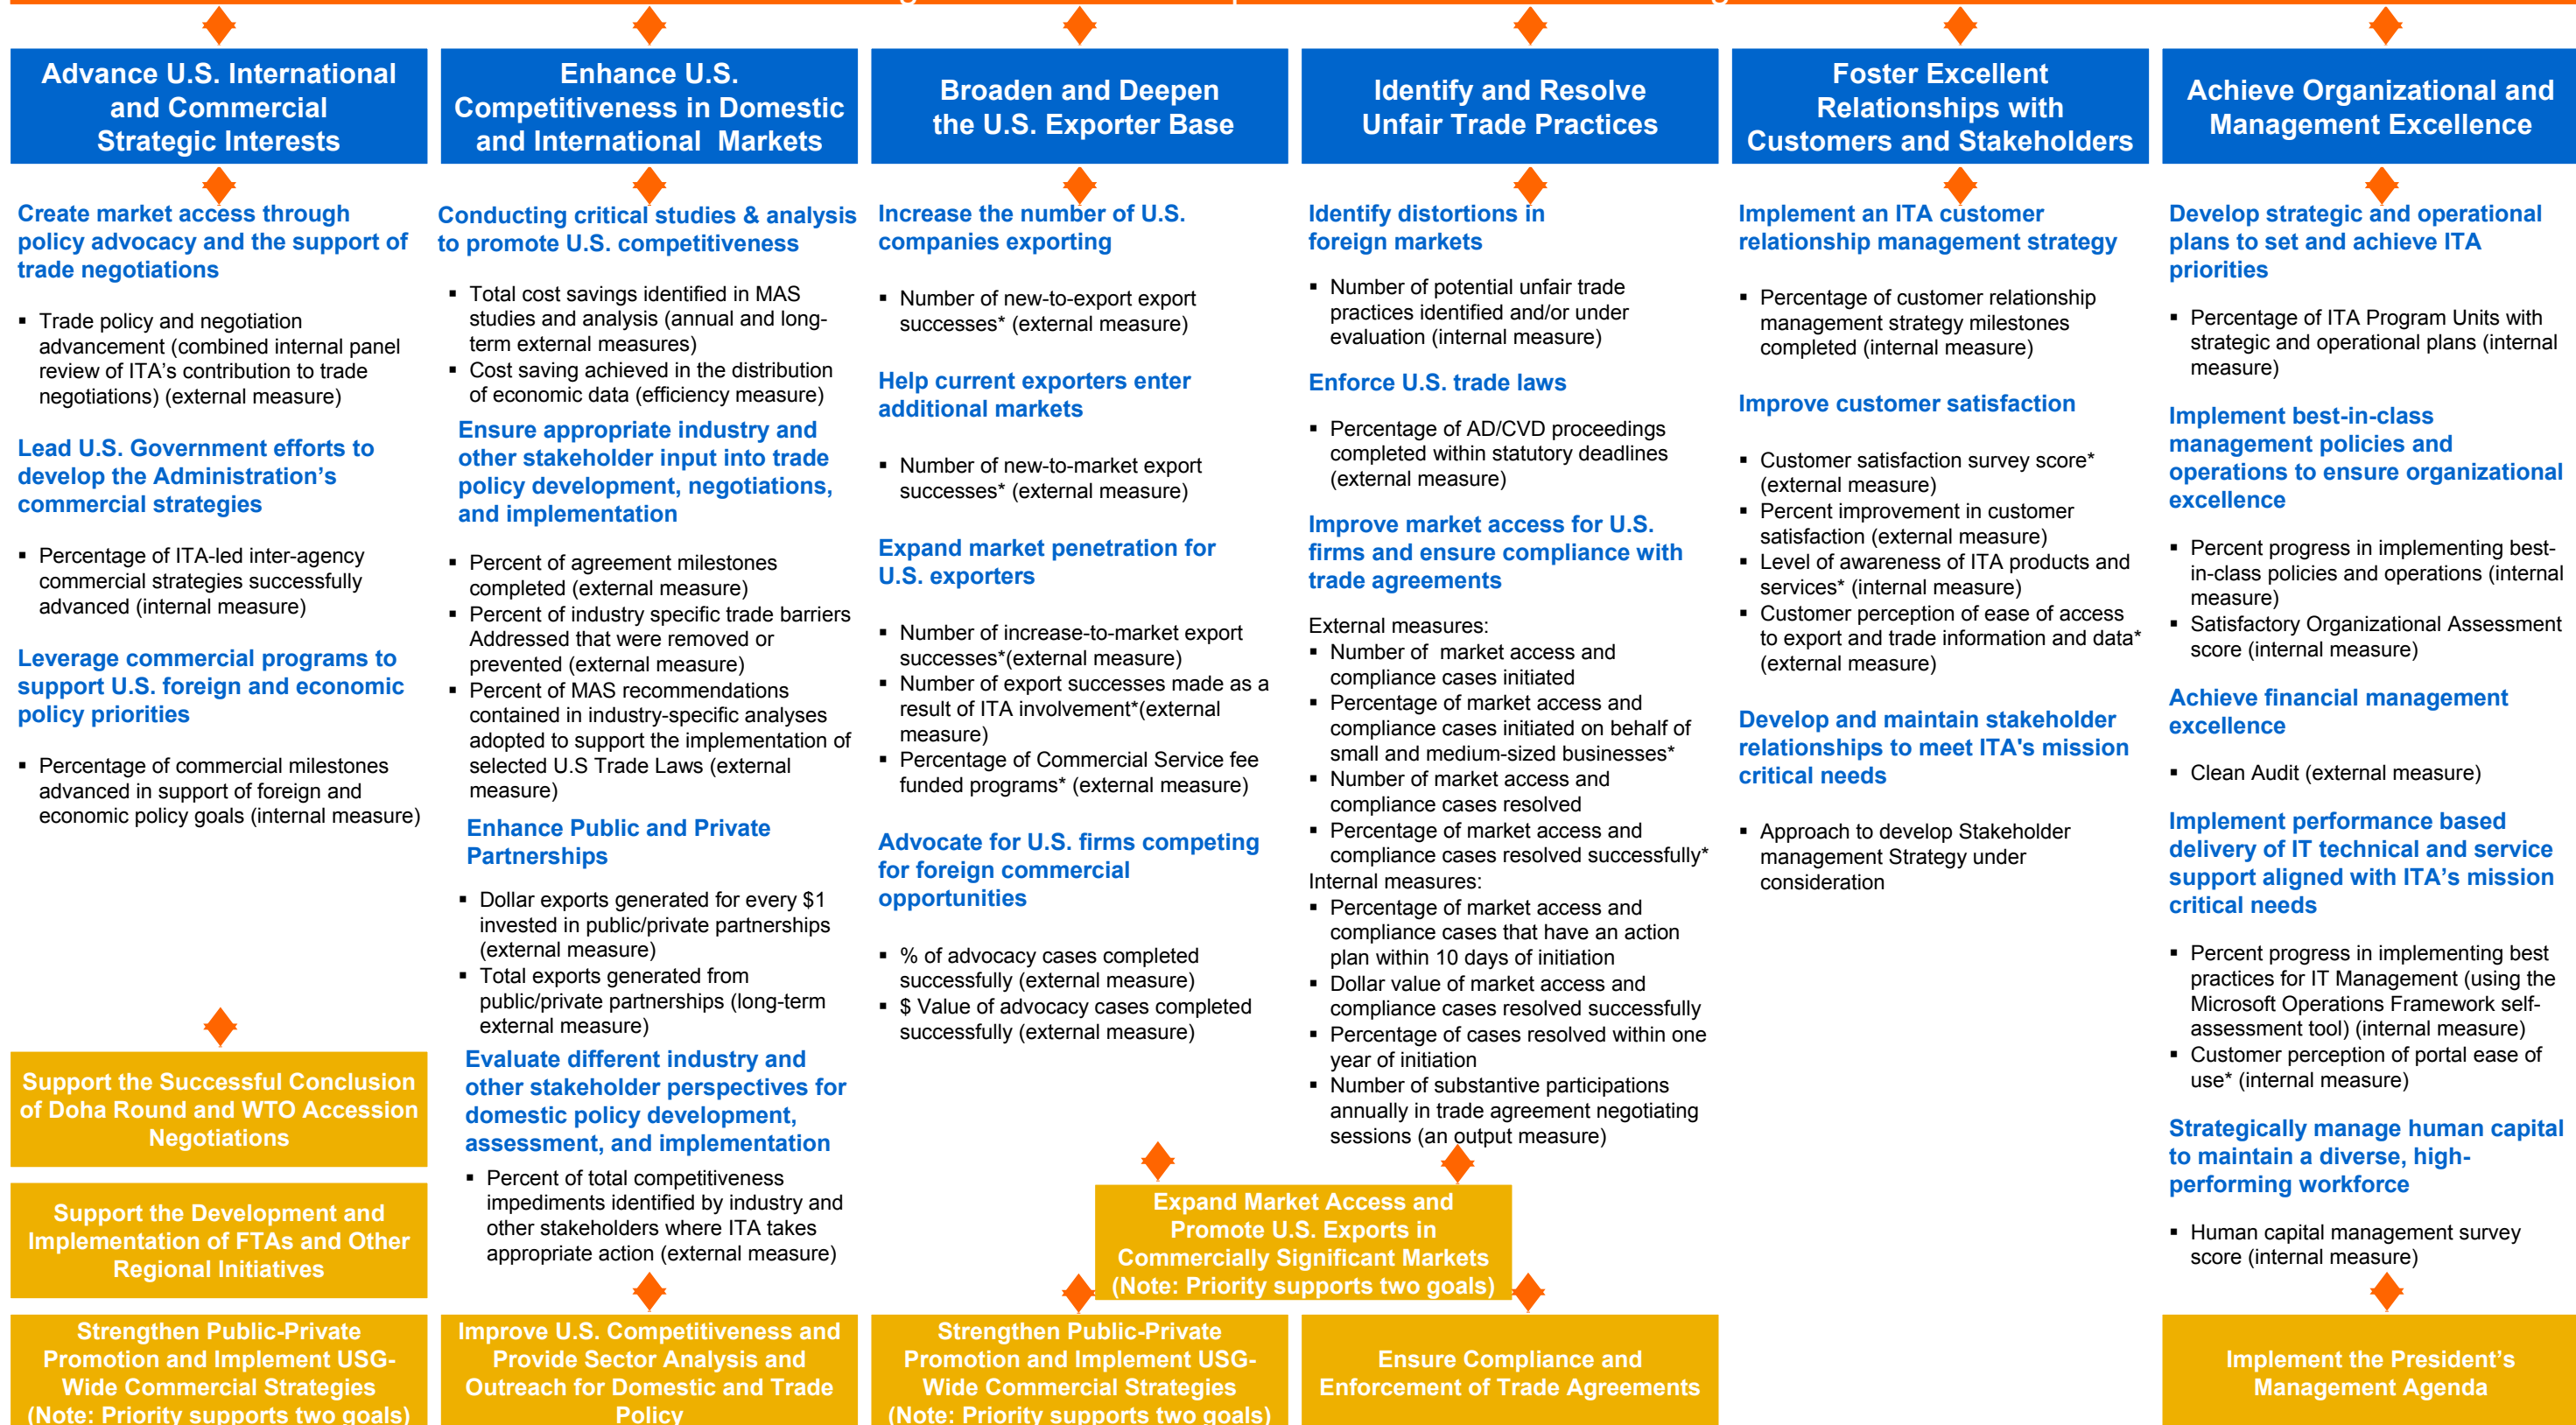 Advance U.S. International
and Commercial
Strategic Interests
Create market access through
policy advocacy and the support of
trade negotiations
▪ Trade policy and negotiation
advancement (combined internal panel
review of ITA's contribution to trade
negotiations) (external measure)
Lead U.S. Government efforts to
develop the Administration's
commercial strategies
▪ Percentage of ITA-led inter-agency
commercial strategies successfully
advanced (internal measure)
Leverage commercial programs to
support U.S. foreign and economic
policy priorities
▪ Percentage of commercial milestones
advanced in support of foreign and
economic policy goals (internal measure)
Support the Successful Conclusion
of Doha Round and WTO Accession
Negotiations
Support the Development and
Implementation of FTAs and Other
Regional Initiatives
Strengthen Public-Private
Promotion and Implement USG-
Wide Commercial Strategies
(Note: Priority supports two goals)
Enhance U.S.
Competitiveness in Domestic
and International Markets
Conducting critical studies & analysis
to promote U.S. competitiveness
▪ Total cost savings identified in MAS
studies and analysis (annual and long-
term external measures)
▪ Cost saving achieved in the distribution
of economic data (efficiency measure)
Ensure appropriate industry and
other stakeholder input into trade
policy development, negotiations,
and implementation
▪ Percent of agreement milestones
completed (external measure)
▪ Percent of industry specific trade barriers
Addressed that were removed or
prevented (external measure)
▪ Percent of MAS recommendations
contained in industry-specific analyses
adopted to support the implementation of
selected U.S Trade Laws (external
measure)
Enhance Public and Private
Partnerships
▪ Dollar exports generated for every $1
invested in public/private partnerships
(external measure)
▪ Total exports generated from
public/private partnerships (long-term
external measure)
Evaluate different industry and
other stakeholder perspectives for
domestic policy development,
assessment, and implementation
▪ Percent of total competitiveness
impediments identified by industry and
other stakeholders where ITA takes
appropriate action (external measure)
Improve U.S. Competitiveness and
Provide Sector Analysis and
Outreach for Domestic and Trade
Policy
Broaden and Deepen
the U.S. Exporter Base
Increase the number of U.S.
companies exporting
▪ Number of new-to-export export
successes* (external measure)
Help current exporters enter
additional markets
▪ Number of new-to-market export
successes* (external measure)
Expand market penetration for
U.S. exporters
▪ Number of increase-to-market export
successes*(external measure)
▪ Number of export successes made as a
result of ITA involvement*(external
measure)
▪ Percentage of Commercial Service fee
funded programs* (external measure)
Advocate for U.S. firms competing
for foreign commercial
opportunities
▪ % of advocacy cases completed
successfully (external measure)
▪ $ Value of advocacy cases completed
successfully (external measure)
Strengthen Public-Private
Promotion and Implement USG-
Wide Commercial Strategies
(Note: Priority supports two goals)
Identify and Resolve
Unfair Trade Practices
Identify distortions in
foreign markets
▪ Number of potential unfair trade
practices identified and/or under
evaluation (internal measure)
Enforce U.S. trade laws
▪ Percentage of AD/CVD proceedings
completed within statutory deadlines
(external measure)
Improve market access for U.S.
firms and ensure compliance with
trade agreements
External measures:
▪ Number of market access and
compliance cases initiated
▪ Percentage of market access and
compliance cases initiated on behalf of
small and medium-sized businesses*
▪ Number of market access and
compliance cases resolved
▪ Percentage of market access and
compliance cases resolved successfully*
Internal measures:
▪ Percentage of market access and
compliance cases that have an action
plan within 10 days of initiation
▪ Dollar value of market access and
compliance cases resolved successfully
▪ Percentage of cases resolved within one
year of initiation
▪ Number of substantive participations
annually in trade agreement negotiating
sessions (an output measure)
Expand Market Access and
Promote U.S. Exports in
Commercially Significant Markets
(Note: Priority supports two goals)
Ensure Compliance and
Enforcement of Trade Agreements
Foster Excellent
Relationships with
Customers and Stakeholders
Implement an ITA customer
relationship management strategy
▪ Percentage of customer relationship
management strategy milestones
completed (internal measure)
Improve customer satisfaction
▪ Customer satisfaction survey score*
(external measure)
▪ Percent improvement in customer
satisfaction (external measure)
▪ Level of awareness of ITA products and
services* (internal measure)
▪ Customer perception of ease of access
to export and trade information and data*
(external measure)
Develop and maintain stakeholder
relationships to meet ITA's mission
critical needs
▪ Approach to develop Stakeholder
management Strategy under
consideration
Achieve Organizational and
Management Excellence
Develop strategic and operational
plans to set and achieve ITA
priorities
▪ Percentage of ITA Program Units with
strategic and operational plans (internal
measure)
Implement best-in-class
management policies and
operations to ensure organizational
excellence
▪ Percent progress in implementing best-
in-class policies and operations (internal
measure)
▪ Satisfactory Organizational Assessment
score (internal measure)
Achieve financial management
excellence
▪ Clean Audit (external measure)
Implement performance based
delivery of IT technical and service
support aligned with ITA's mission
critical needs
▪ Percent progress in implementing best
practices for IT Management (using the
Microsoft Operations Framework self-
assessment tool) (internal measure)
▪ Customer perception of portal ease of
use* (internal measure)
Strategically manage human capital
to maintain a diverse, high-
performing workforce
▪ Human capital management survey
score (internal measure)
Implement the President's
Management Agenda